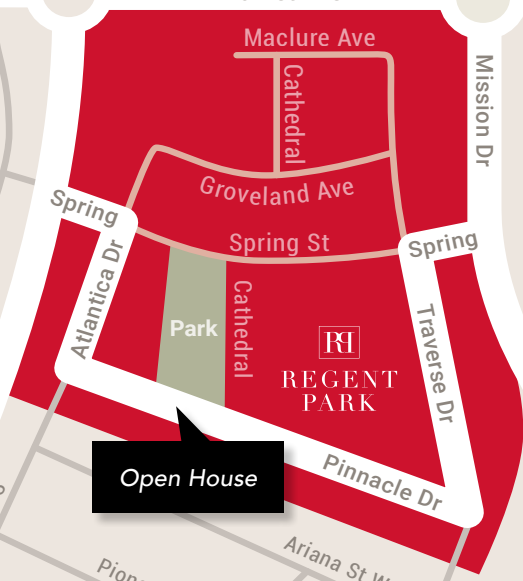 Maclure Ave
Cathedral
Mission Dr
Groveland Ave
Spring
Spring St
Spring
Atlantica Dr
Park
Cathedral
Traverse Dr
RP
REGENT
PARK
Open House
Pinnacle Dr
Ariana St W